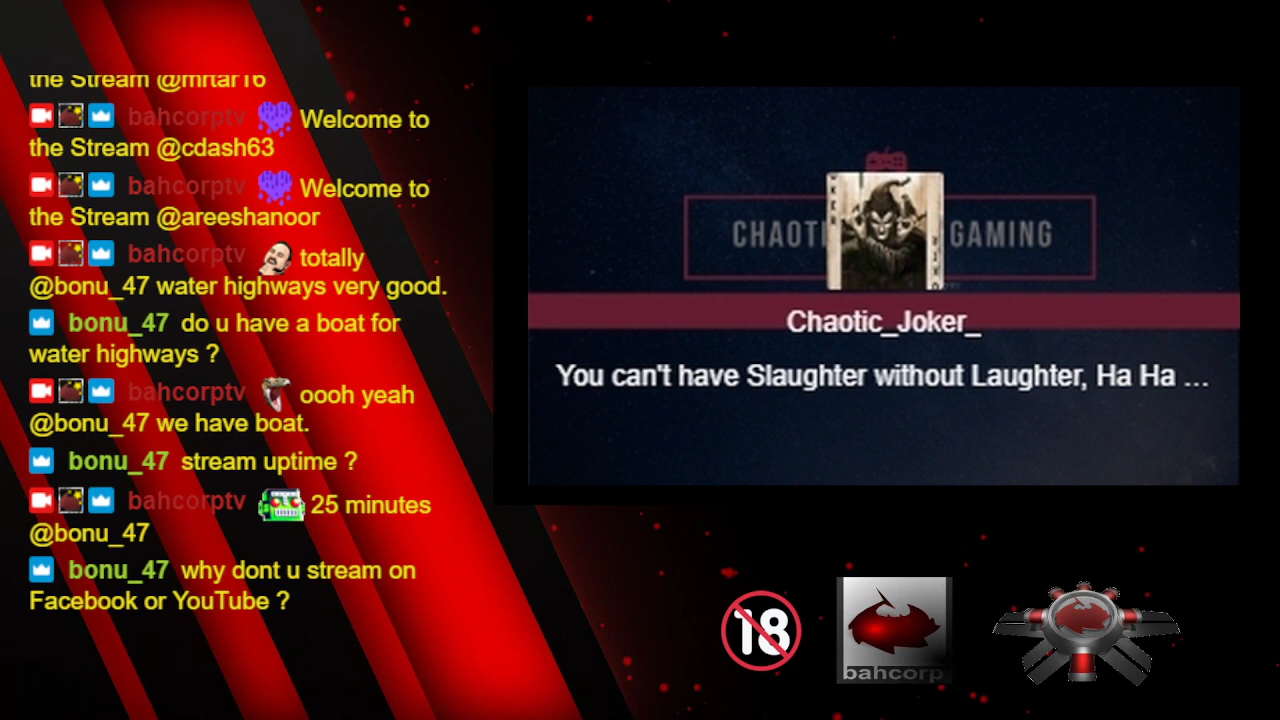 the Stream @mrtar16
bahcorptv Welcome to
the Stream @cdash63
bahcorptv Welcome to
the Stream @areeshanoor
bahcorptv totally
@bonu_47 water highways very good.
bonu_47 do u have a boat for
water highways ?
bahcorptv oooh yeah
@bonu_47 we have boat.
bonu_47 stream uptime ?
bahcorptv 25 minutes
@bonu_47
bonu_47 why dont u stream on
Facebook or YouTube ?
GAMING
Chaotic_Joker_
You can't have Slaughter without Laughter, Ha Ha ...
18
bahcorp